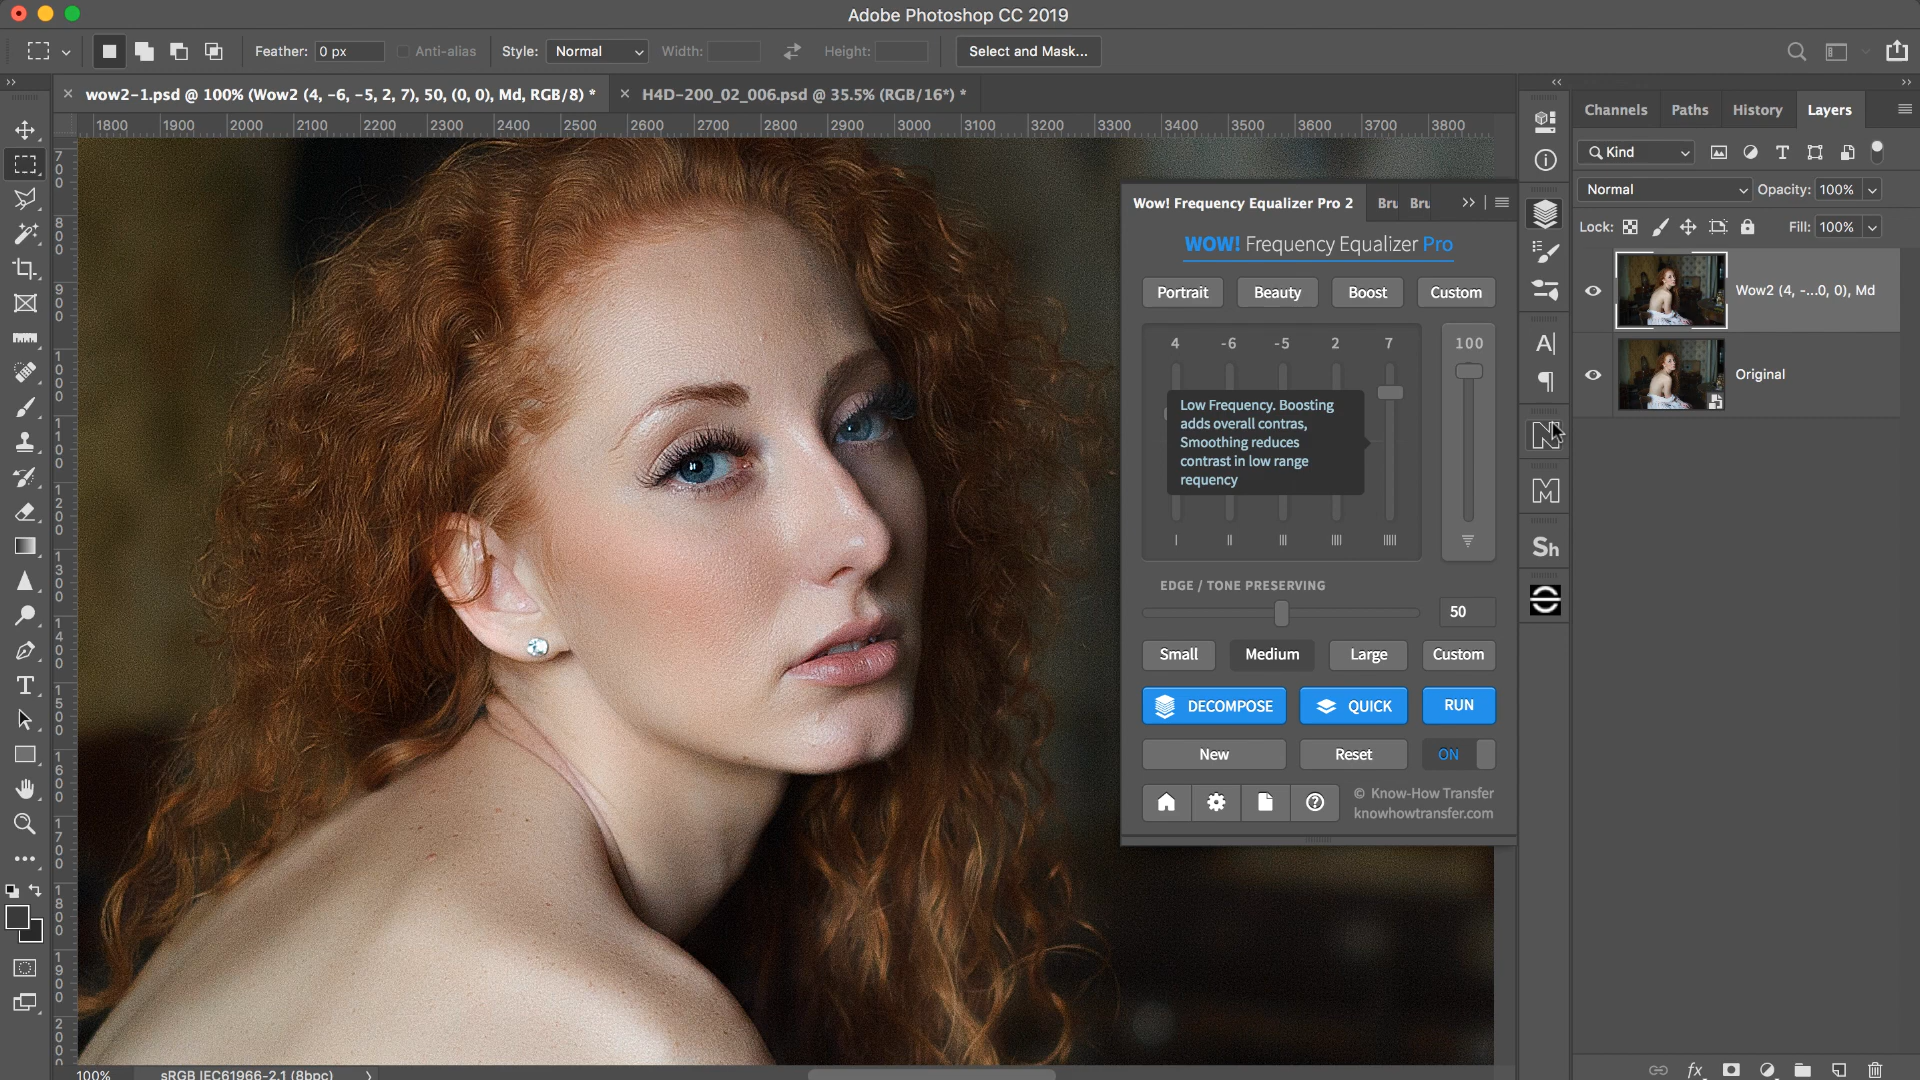 Adobe Photoshop CC 2019
Feather: 0 px Anti-alias Style: Normal Width: Height: Select and Mask...
wow2-1.psd @ 100% (Wow2 (4, -6, -5, 2, 7), 50, (0, 0), Md, RGB/8) *
H4D-200_02_006.psd @ 35.5% (RGB/16*) *
1800 1900 2000 2100 2200 2300 2400 2500 2600 2700 2800 2900 3000 3100 3200 3300 3400 3500 3600 3700 3800
700
800
900
1000
1100
1200
1300
1400
1500
1600
1700
1800
1900
2000
Wow! Frequency Equalizer Pro 2 Bru Bru
WOW! Frequency Equalizer Pro
Portrait Beauty Boost Custom
4 -6 -5 2 7 100
Low Frequency. Boosting
adds overall contras,
Smoothing reduces
contrast in low range
requency
EDGE / TONE PRESERVING
50
Small Medium Large Custom
DECOMPOSE QUICK RUN
New Reset ON
© Know-How Transfer
knowhowtransfer.com
A|
N
M
Sh
Channels Paths History Layers
Kind
Normal Opacity: 100%
Lock: Fill: 100%
Wow2 (4, -...0, 0), Md
Original
fx
100% sRGB IEC61966-2.1 (8bpc)